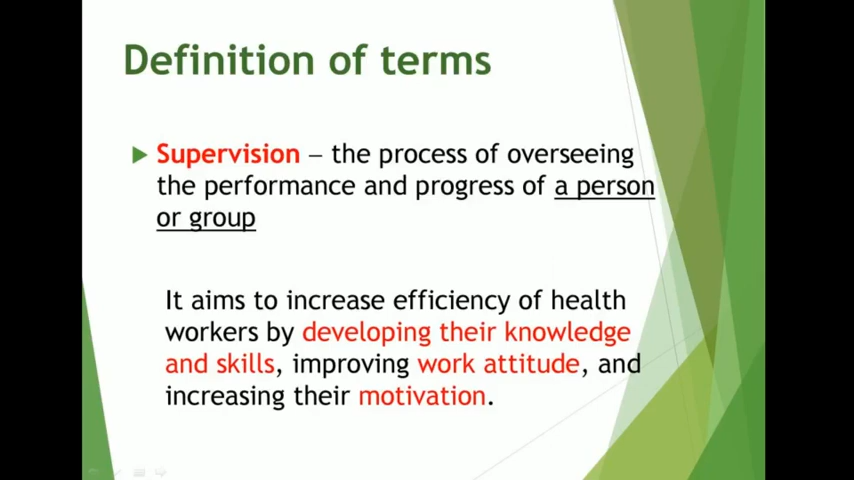 Definition of terms
Supervision – the process of overseeing
the performance and progress of a person
or group
It aims to increase efficiency of health
workers by developing their knowledge
and skills, improving work attitude, and
increasing their motivation.